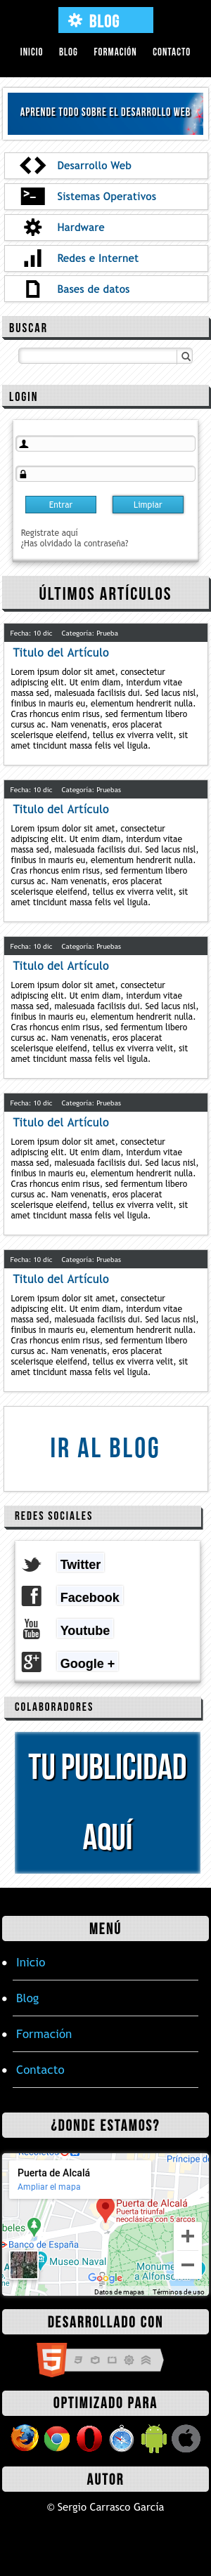 BLOG
INICIO BLOG FORMACIÓN CONTACTO
APRENDE TODO SOBRE EL DESARROLLO WEB
Desarrollo Web
Sistemas Operativos
Hardware
Redes e Internet
Bases de datos
BUSCAR
LOGIN
Entrar Limpiar
Registrate aquí
¿Has olvidado la contraseña?
ÚLTIMOS ARTÍCULOS
Fecha: 10 dic Categoría: Prueba
Titulo del Artículo
Lorem ipsum dolor sit amet, consectetur
adipiscing elit. Ut enim diam, interdum vitae
massa sed, malesuada facilisis dui. Sed lacus nisl,
finibus in mauris eu, elementum hendrerit nulla.
Cras rhoncus enim risus, sed fermentum libero
cursus ac. Nam venenatis, eros placerat
scelerisque eleifend, tellus ex viverra velit, sit
amet tincidunt massa felis vel ligula.
Fecha: 10 dic Categoría: Pruebas
Titulo del Artículo
Lorem ipsum dolor sit amet, consectetur
adipiscing elit. Ut enim diam, interdum vitae
massa sed, malesuada facilisis dui. Sed lacus nisl,
finibus in mauris eu, elementum hendrerit nulla.
Cras rhoncus enim risus, sed fermentum libero
cursus ac. Nam venenatis, eros placerat
scelerisque eleifend, tellus ex viverra velit, sit
amet tincidunt massa felis vel ligula.
Fecha: 10 dic Categoría: Pruebas
Titulo del Artículo
Lorem ipsum dolor sit amet, consectetur
adipiscing elit. Ut enim diam, interdum vitae
massa sed, malesuada facilisis dui. Sed lacus nisl,
finibus in mauris eu, elementum hendrerit nulla.
Cras rhoncus enim risus, sed fermentum libero
cursus ac. Nam venenatis, eros placerat
scelerisque eleifend, tellus ex viverra velit, sit
amet tincidunt massa felis vel ligula.
Fecha: 10 dic Categoría: Pruebas
Titulo del Artículo
Lorem ipsum dolor sit amet, consectetur
adipiscing elit. Ut enim diam, interdum vitae
massa sed, malesuada facilisis dui. Sed lacus nisl,
finibus in mauris eu, elementum hendrerit nulla.
Cras rhoncus enim risus, sed fermentum libero
cursus ac. Nam venenatis, eros placerat
scelerisque eleifend, tellus ex viverra velit, sit
amet tincidunt massa felis vel ligula.
Fecha: 10 dic Categoría: Pruebas
Titulo del Artículo
Lorem ipsum dolor sit amet, consectetur
adipiscing elit. Ut enim diam, interdum vitae
massa sed, malesuada facilisis dui. Sed lacus nisl,
finibus in mauris eu, elementum hendrerit nulla.
Cras rhoncus enim risus, sed fermentum libero
cursus ac. Nam venenatis, eros placerat
scelerisque eleifend, tellus ex viverra velit, sit
amet tincidunt massa felis vel ligula.
IR AL BLOG
REDES SOCIALES
Twitter
Facebook
You Tube Youtube
Google +
COLABORADORES
TU PUBLICIDAD
AQUÍ
MENÚ
Inicio
Blog
Formación
Contacto
¿DONDE ESTAMOS?
Príncipe d
Puerta de Alcalá
Ampliar el mapa
Puerta de Alcalá
Puerta triunfal
neoclásica con 5 arcos
beles
Banco de España
Museo Naval
Monumento
Alfonso
Google
Datos de mapas Términos de uso
DESARROLLADO CON
5
OPTIMIZADO PARA
AUTOR
© Sergio Carrasco García